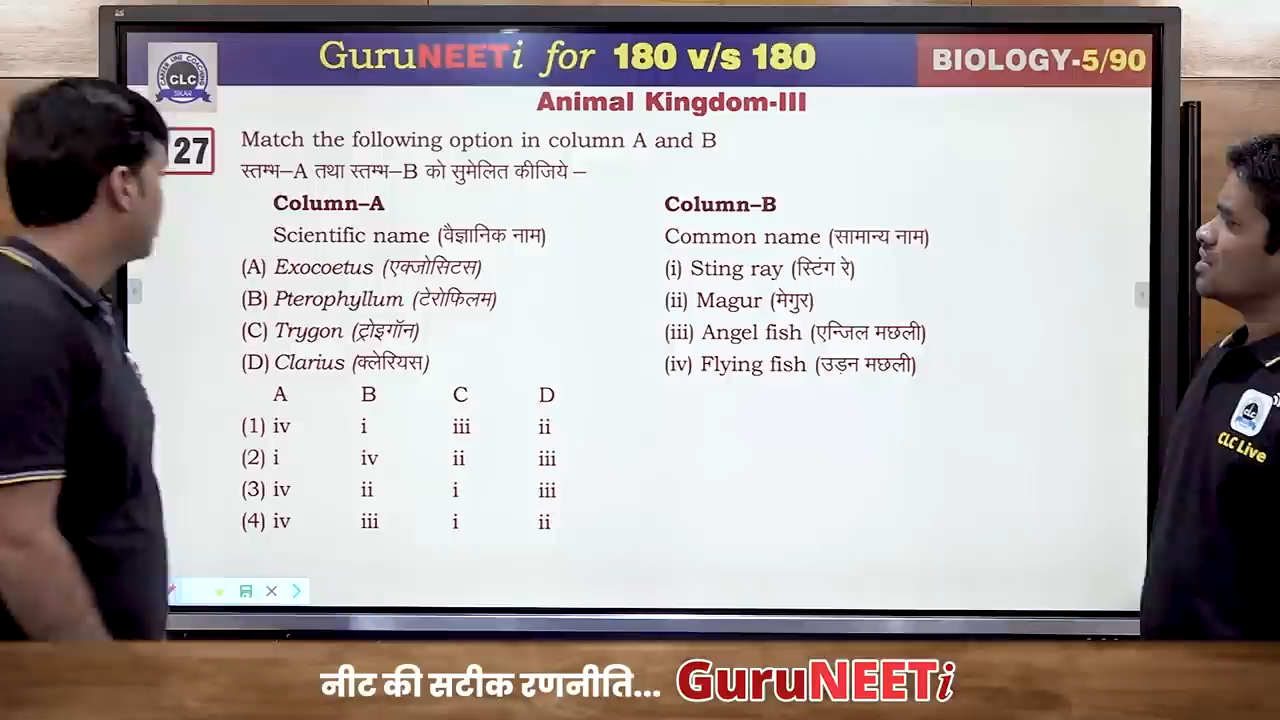 GuruNEETi for 180 v/s 180
BIOLOGY-5/90
CLC
SIKAR
Animal Kingdom-III
27
Match the following option in column A and B
स्तम्भ–A तथा स्तम्भ–B को सुमेलित कीजिये –
Column–A Column–B
Scientific name (वैज्ञानिक नाम) Common name (सामान्य नाम)
(A) Exocoetus (एक्जोसिटस) (i) Sting ray (स्टिंग रे)
(B) Pterophyllum (टेरोफिलम) (ii) Magur (मेगुर)
(C) Trygon (ट्रोइगॉन) (iii) Angel fish (एन्जिल मछली)
(D) Clarius (क्लेरियस) (iv) Flying fish (उड़न मछली)
A B C D
(1) iv i iii ii
(2) i iv ii iii
(3) iv ii i iii
(4) iv iii i ii
CLC Live
नीट की सटीक रणनीति... GuruNEETi